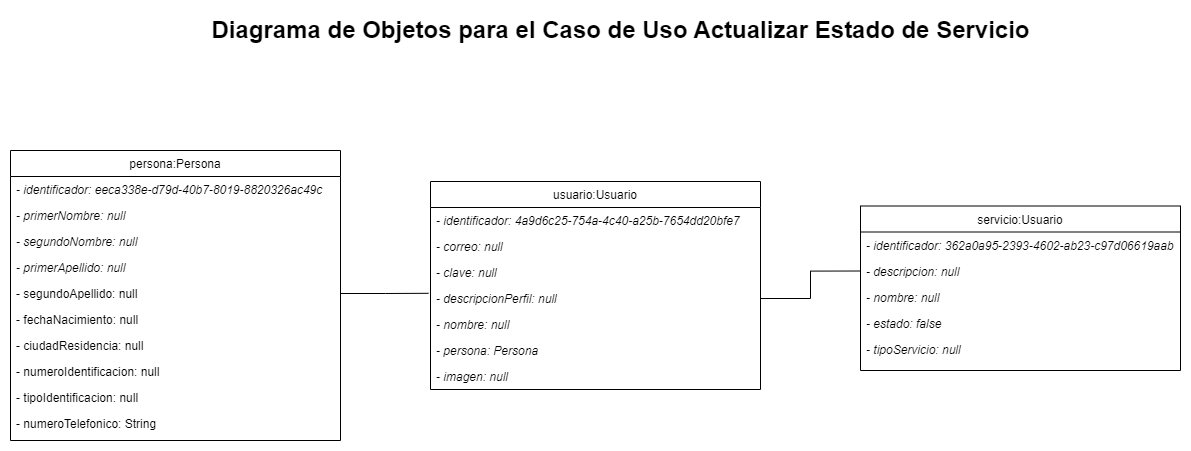 Diagrama de Objetos para el Caso de Uso Actualizar Estado de Servicio
persona:Persona
- identificador: eeca338e-d79d-40b7-8019-8820326ac49c
- primerNombre: null
- segundoNombre: null
- primerApellido: null
- segundoApellido: null
- fechaNacimiento: null
- ciudadResidencia: null
- numeroIdentificacion: null
- tipoIdentificacion: null
- numeroTelefonico: String
usuario:Usuario
- identificador: 4a9d6c25-754a-4c40-a25b-7654dd20bfe7
- correo: null
- clave: null
- descripcionPerfil: null
- nombre: null
- persona: Persona
- imagen: null
servicio:Usuario
- identificador: 362a0a95-2393-4602-ab23-c97d06619aab
- descripcion: null
- nombre: null
- estado: false
- tipoServicio: null